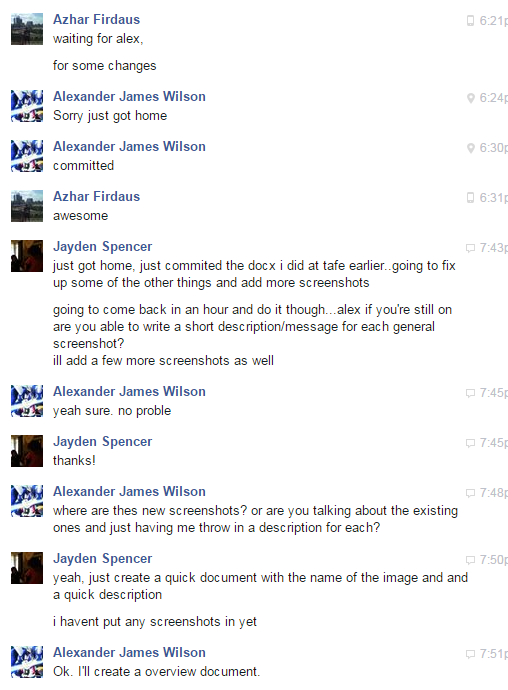 Azhar Firdaus
6:21p
waiting for alex,
for some changes
Alexander James Wilson
6:24p
Sorry just got home
Alexander James Wilson
6:30p
committed
Azhar Firdaus
6:31p
awesome
Jayden Spencer
7:43p
just got home, just commited the docx i did at tafe earlier..going to fix
up some of the other things and add more screenshots
going to come back in an hour and do it though...alex if you're still on
are you able to write a short description/message for each general
screenshot?
ill add a few more screenshots as well
Alexander James Wilson
7:45p
yeah sure. no proble
Jayden Spencer
7:45p
thanks!
Alexander James Wilson
7:48p
where are thes new screenshots? or are you talking about the existing
ones and just having me throw in a description for each?
Jayden Spencer
7:50p
yeah, just create a quick document with the name of the image and and
a quick description
i havent put any screenshots in yet
Alexander James Wilson
7:51p
Ok. I'll create a overview document.